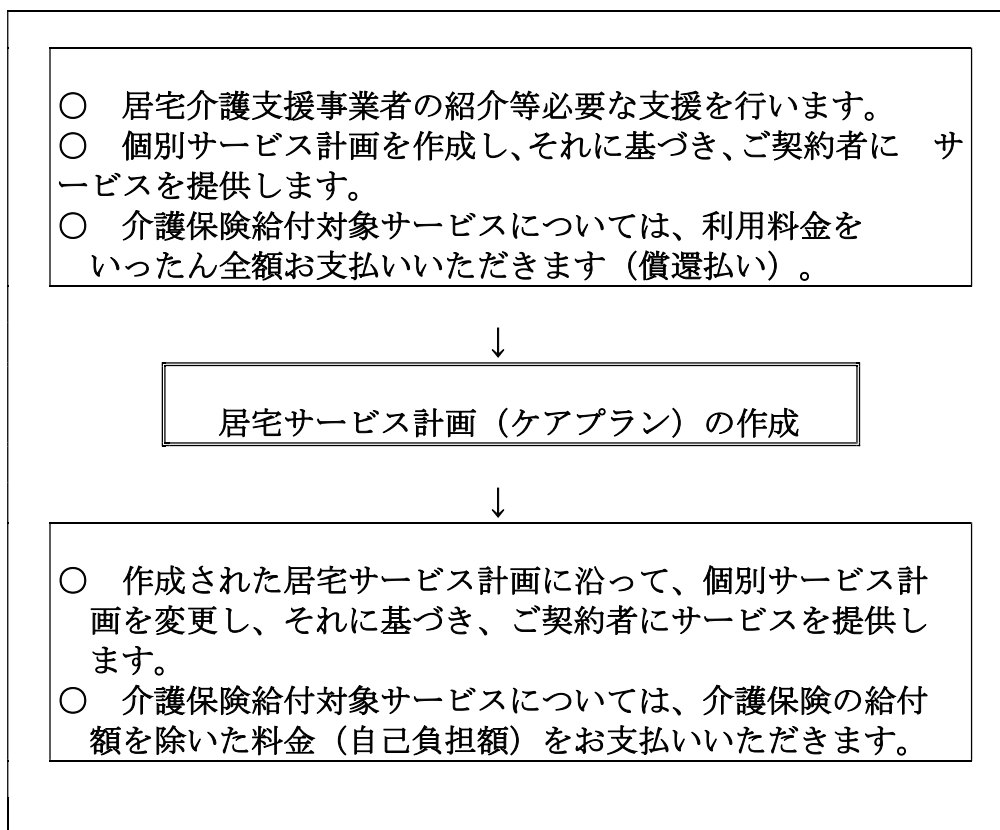 ○　居宅介護支援事業者の紹介等必要な支援を行います。
○　個別サービス計画を作成し、それに基づき、ご契約者に　サ
ービスを提供します。
○　介護保険給付対象サービスについては、利用料金を
いったん全額お支払いいただきます（償還払い）。
↓
居宅サービス計画（ケアプラン）の作成
↓
○　作成された居宅サービス計画に沿って、個別サービス計
画を変更し、それに基づき、ご契約者にサービスを提供し
ます。
○　介護保険給付対象サービスについては、介護保険の給付
額を除いた料金（自己負担額）をお支払いいただきます。